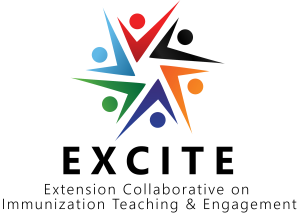 EXCITE
Extension Collaborative on
Immunization Teaching & Engagement